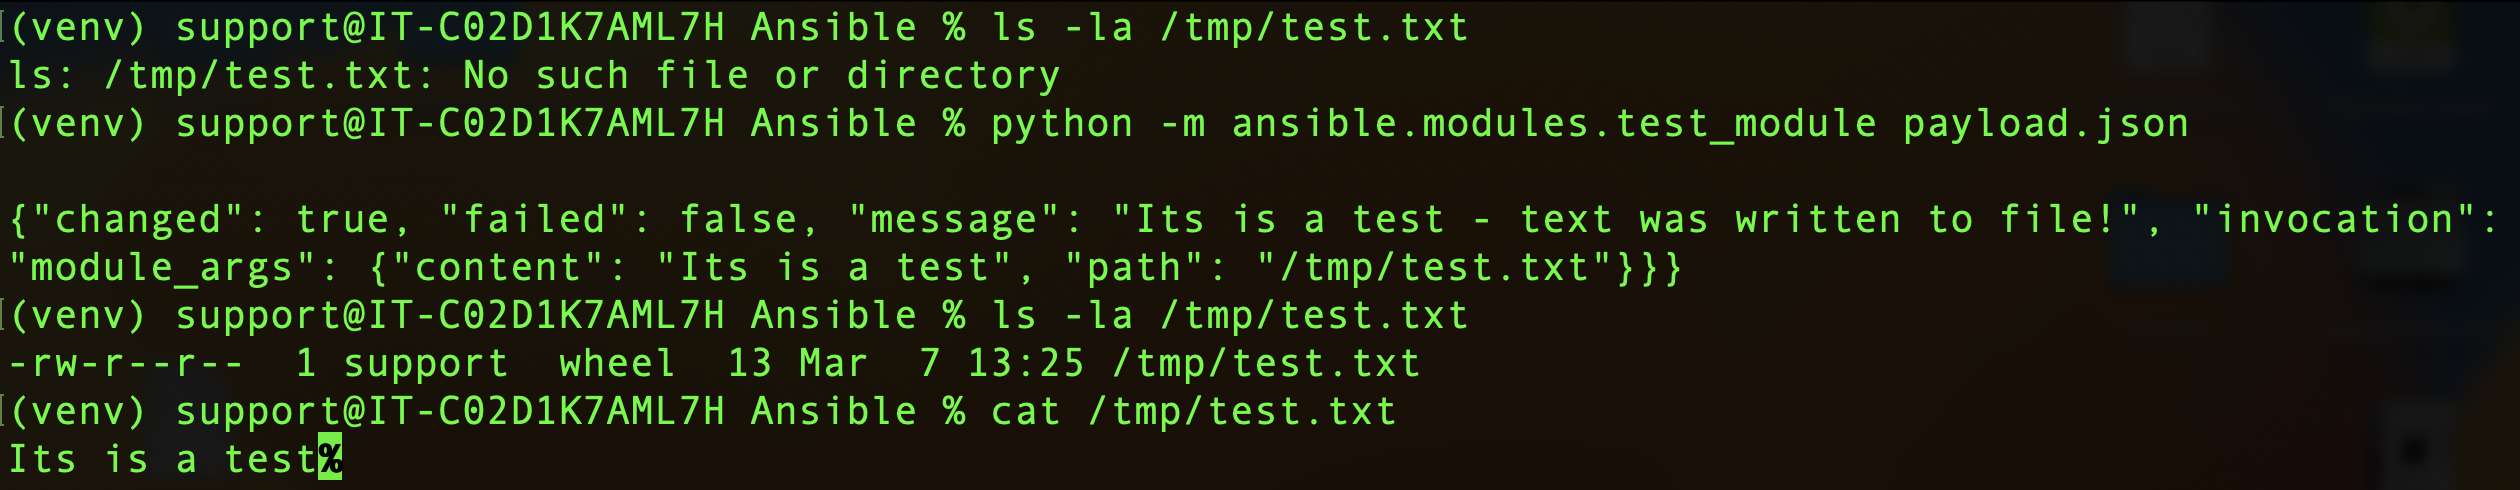 (venv) support@IT-C02D1K7AML7H Ansible % ls -la /tmp/test.txt
ls: /tmp/test.txt: No such file or directory
(venv) support@IT-C02D1K7AML7H Ansible % python -m ansible.modules.test_module payload.json
{"changed": true, "failed": false, "message": "Its is a test - text was written to file!", "invocation":
"module_args": {"content": "Its is a test", "path": "/tmp/test.txt"}}}
(venv) support@IT-C02D1K7AML7H Ansible % ls -la /tmp/test.txt
-rw-r--r--  1 support  wheel  13 Mar  7 13:25 /tmp/test.txt
(venv) support@IT-C02D1K7AML7H Ansible % cat /tmp/test.txt
Its is a test%